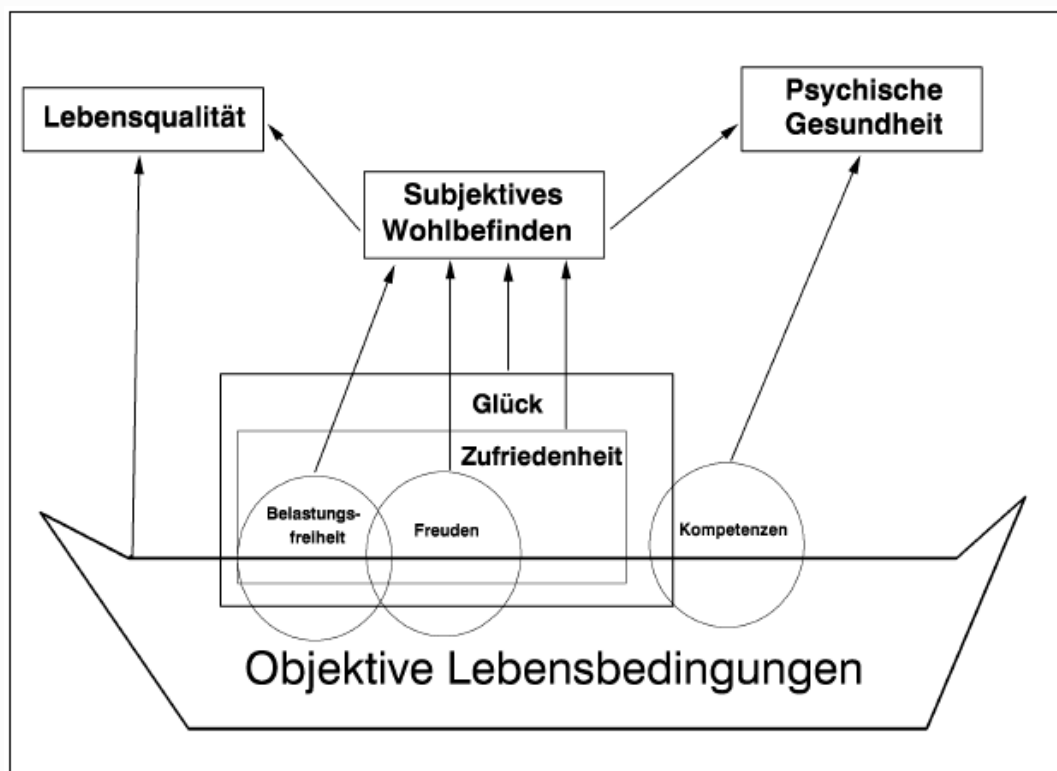 Lebensqualität
Psychische
Gesundheit
Subjektives
Wohlbefinden
Glück
Zufriedenheit
Belastungs-
freiheit
Freuden
Kompetenzen
Objektive Lebensbedingungen